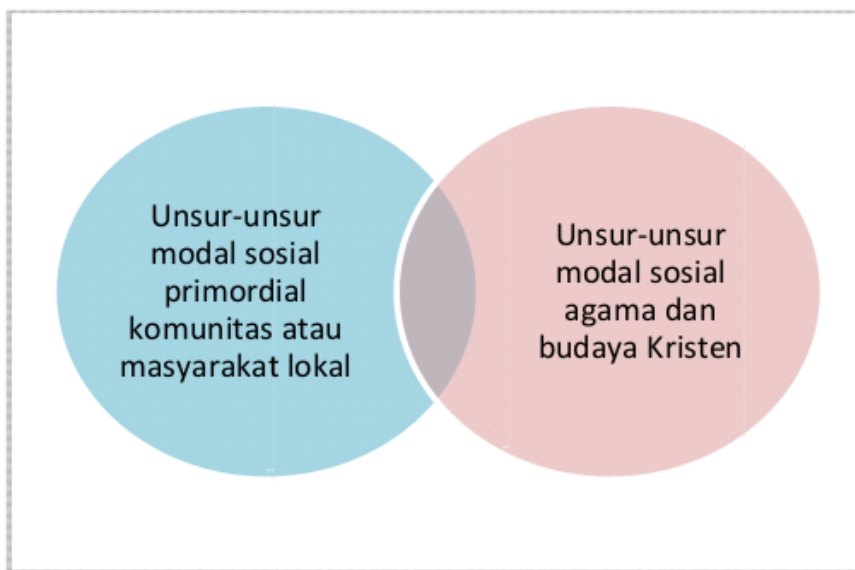 Unsur-unsur
modal sosial
primordial
komunitas atau
masyarakat lokal
Unsur-unsur
modal sosial
agama dan
budaya Kristen